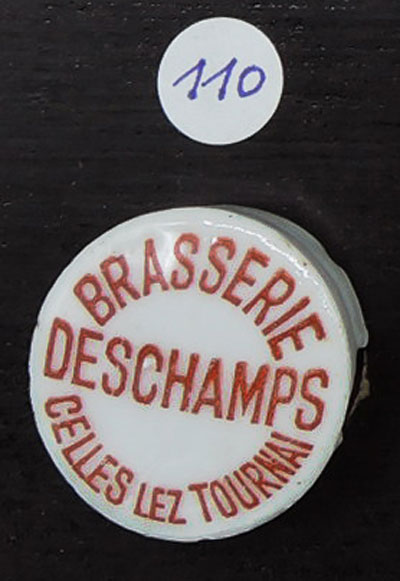 110
BRASSERIE
DESCHAMPS
CELLES LEZ TOURNAI